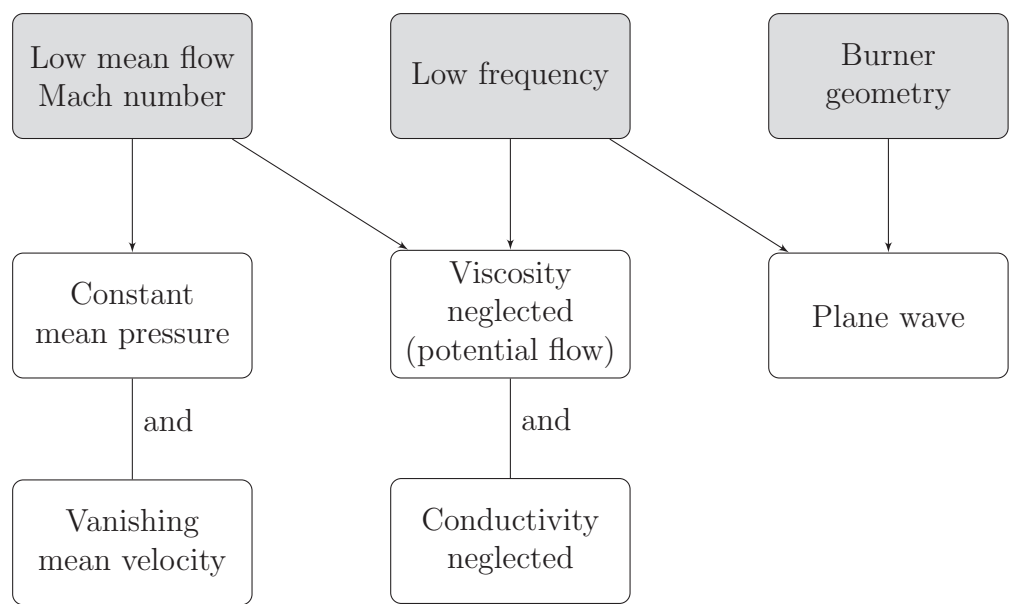 Low mean flow
Mach number
Low frequency
Burner
geometry
Constant
mean pressure
Viscosity
neglected
(potential flow)
Plane wave
and
and
Vanishing
mean velocity
Conductivity
neglected